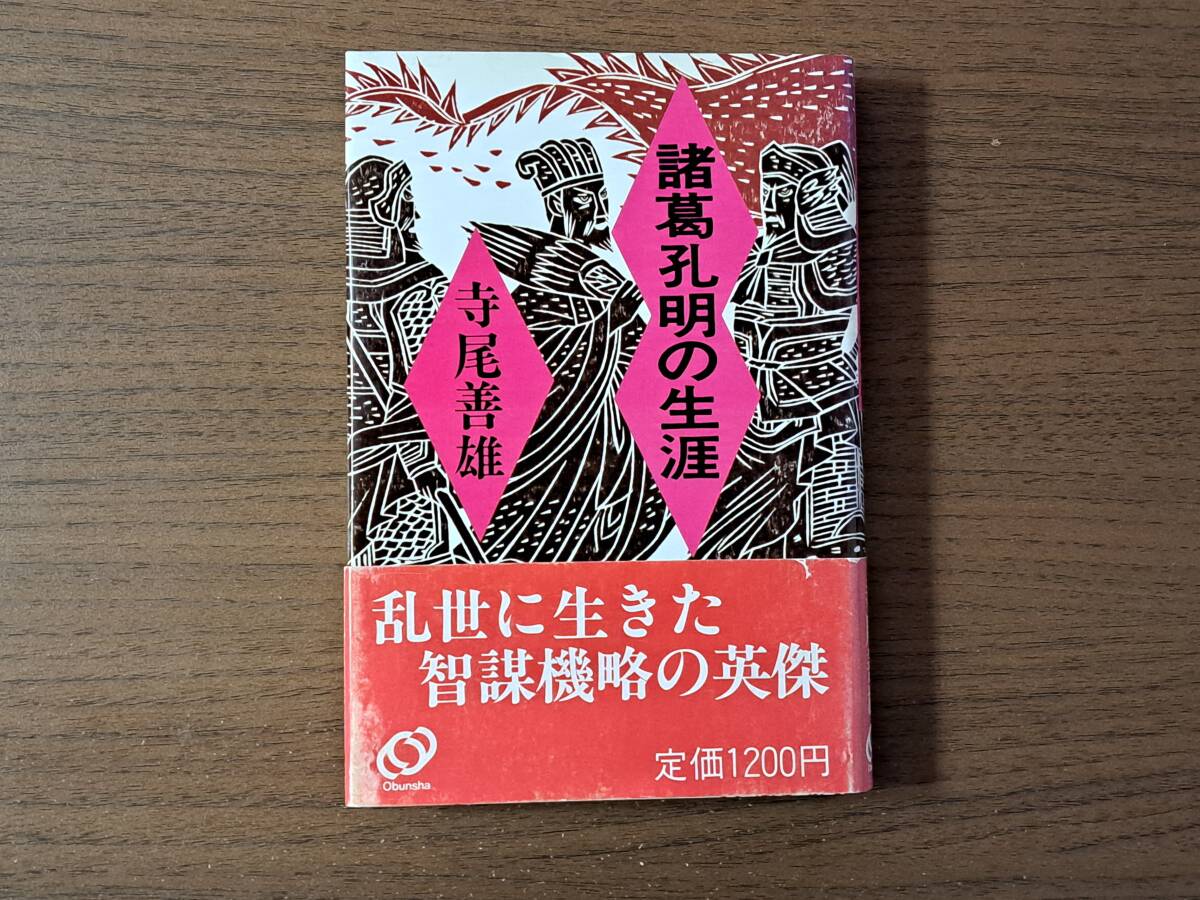 諸葛孔明の生涯
寺尾善雄
乱世に生きた
智謀機略の英傑
Obunsha
定価1200円